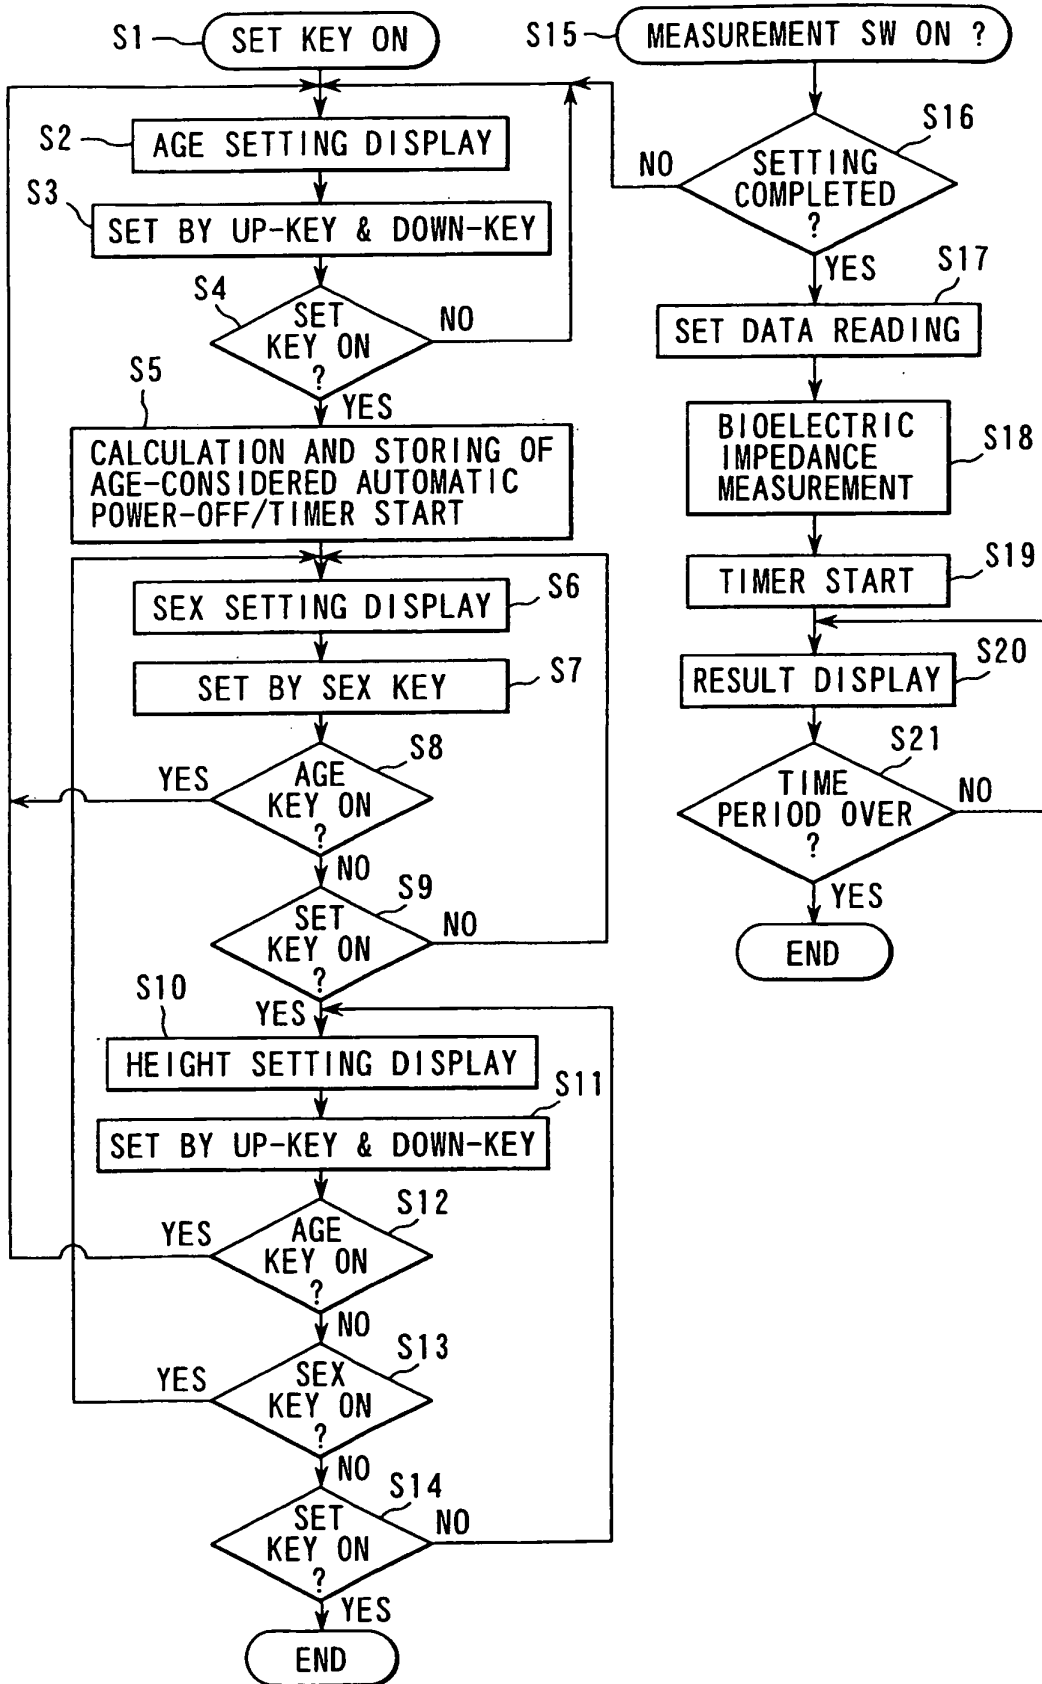 S1
SET KEY ON
S2
AGE SETTING DISPLAY
S3
SET BY UP-KEY & DOWN-KEY
S4
SET
KEY ON
?
NO
YES
S5
CALCULATION AND STORING OF
AGE-CONSIDERED AUTOMATIC
POWER-OFF/TIMER START
SEX SETTING DISPLAY
S6
SET BY SEX KEY
S7
S8
AGE
KEY ON
?
YES
NO
S9
SET
KEY ON
?
NO
YES
S10
HEIGHT SETTING DISPLAY
S11
SET BY UP-KEY & DOWN-KEY
S12
AGE
KEY ON
?
YES
NO
S13
SEX
KEY ON
?
YES
NO
S14
SET
KEY ON
?
NO
YES
END
S15
MEASUREMENT SW ON ?
S16
SETTING
COMPLETED
?
NO
YES
S17
SET DATA READING
BIOELECTRIC
IMPEDANCE
MEASUREMENT
S18
TIMER START
S19
RESULT DISPLAY
S20
S21
TIME
PERIOD OVER
?
NO
YES
END